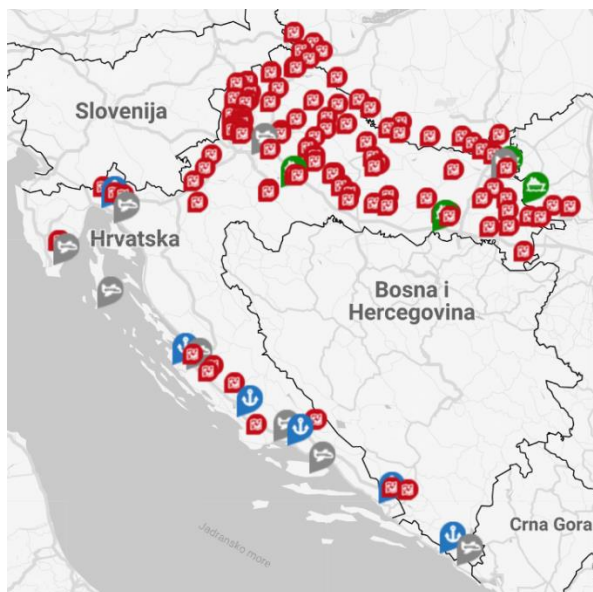 Slovenija
Hrvatska
Bosna i
Hercegovina
Crna Gora
Jadransko more